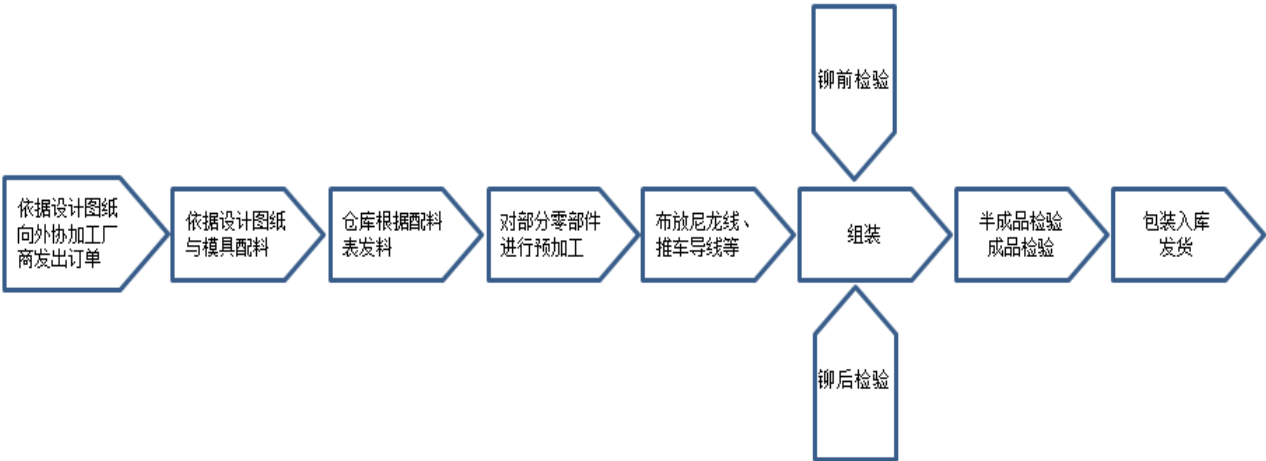 铆前检验
依据设计图纸
向外协加工厂
商发出订单
依据设计图纸
与模具配料
仓库根据配料
表发料
对部分零部件
进行预加工
布放尼龙线、
推车导线等
组装
半成品检验
成品检验
包装入库
发货
铆后检验